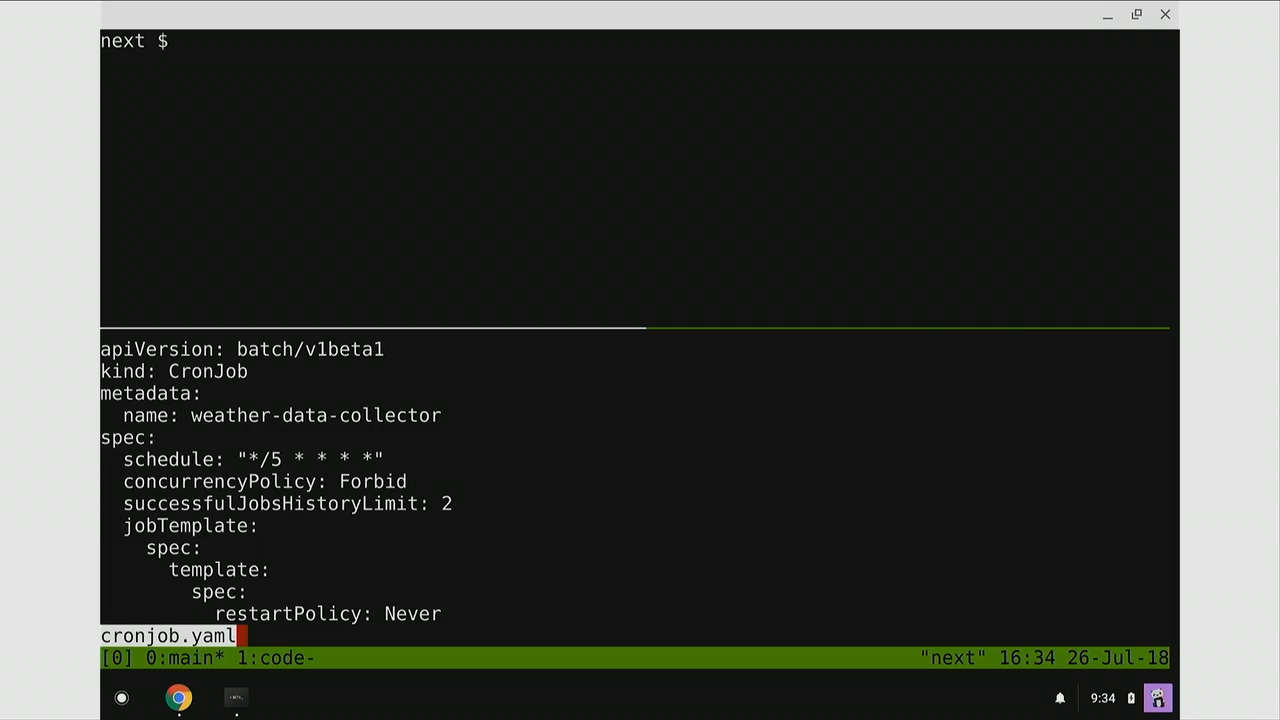 next $
apiVersion: batch/v1beta1
kind: CronJob
metadata:
  name: weather-data-collector
spec:
  schedule: "*/5 * * * *"
  concurrencyPolicy: Forbid
  successfulJobsHistoryLimit: 2
  jobTemplate:
    spec:
      template:
        spec:
          restartPolicy: Never
cronjob.yaml
[0] 0:main* 1:code- "next" 16:34 26-Jul-18
9:34